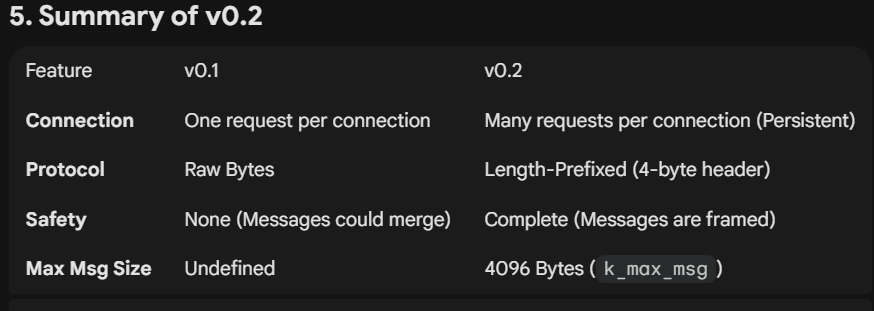 5. Summary of v0.2
Feature v0.1 v0.2
Connection One request per connection Many requests per connection (Persistent)
Protocol Raw Bytes Length-Prefixed (4-byte header)
Safety None (Messages could merge) Complete (Messages are framed)
Max Msg Size Undefined 4096 Bytes ( k_max_msg )